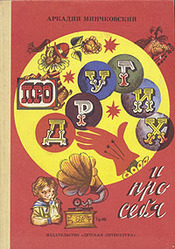 АРКАДИЙ МИНЧКОВСКИЙ
ПРО
ДРУГИХ
и про
себя
ИЗДАТЕЛЬСТВО «ДЕТСКАЯ ЛИТЕРАТУРА»